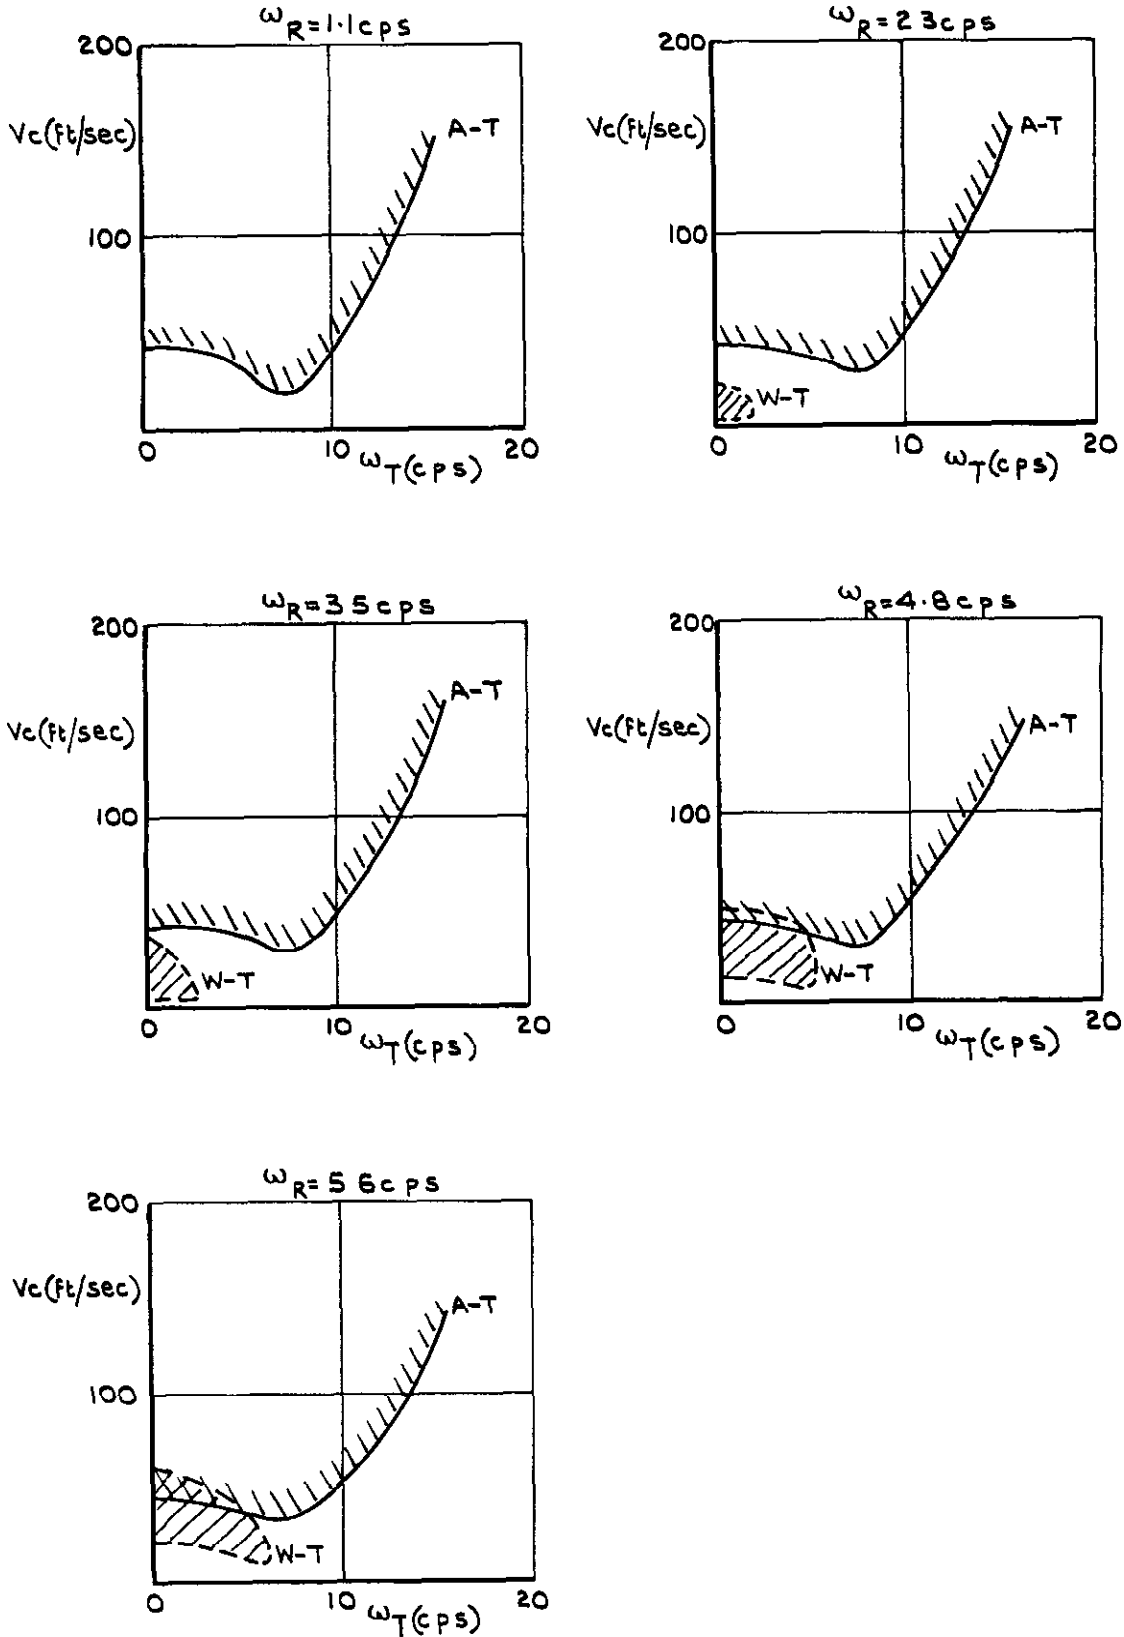 ωR=1.1cps
200
Vc(ft/sec)
A-T
100
0
10
20
ωT(cps)
ωR=2 3cps
200
Vc(ft/sec)
A-T
100
W-T
0
10
20
ωT(cps)
ωR=3 5cps
200
A-T
Vc(ft/sec)
100
W-T
0
10
20
ωT(cps)
ωR=4.8cps
200
Vc(ft/sec)
A-T
100
W-T
0
10
20
ωT(cps)
ωR=5 6cps
200
Vc(ft/sec)
A-T
100
W-T
0
10
20
ωT(cps)